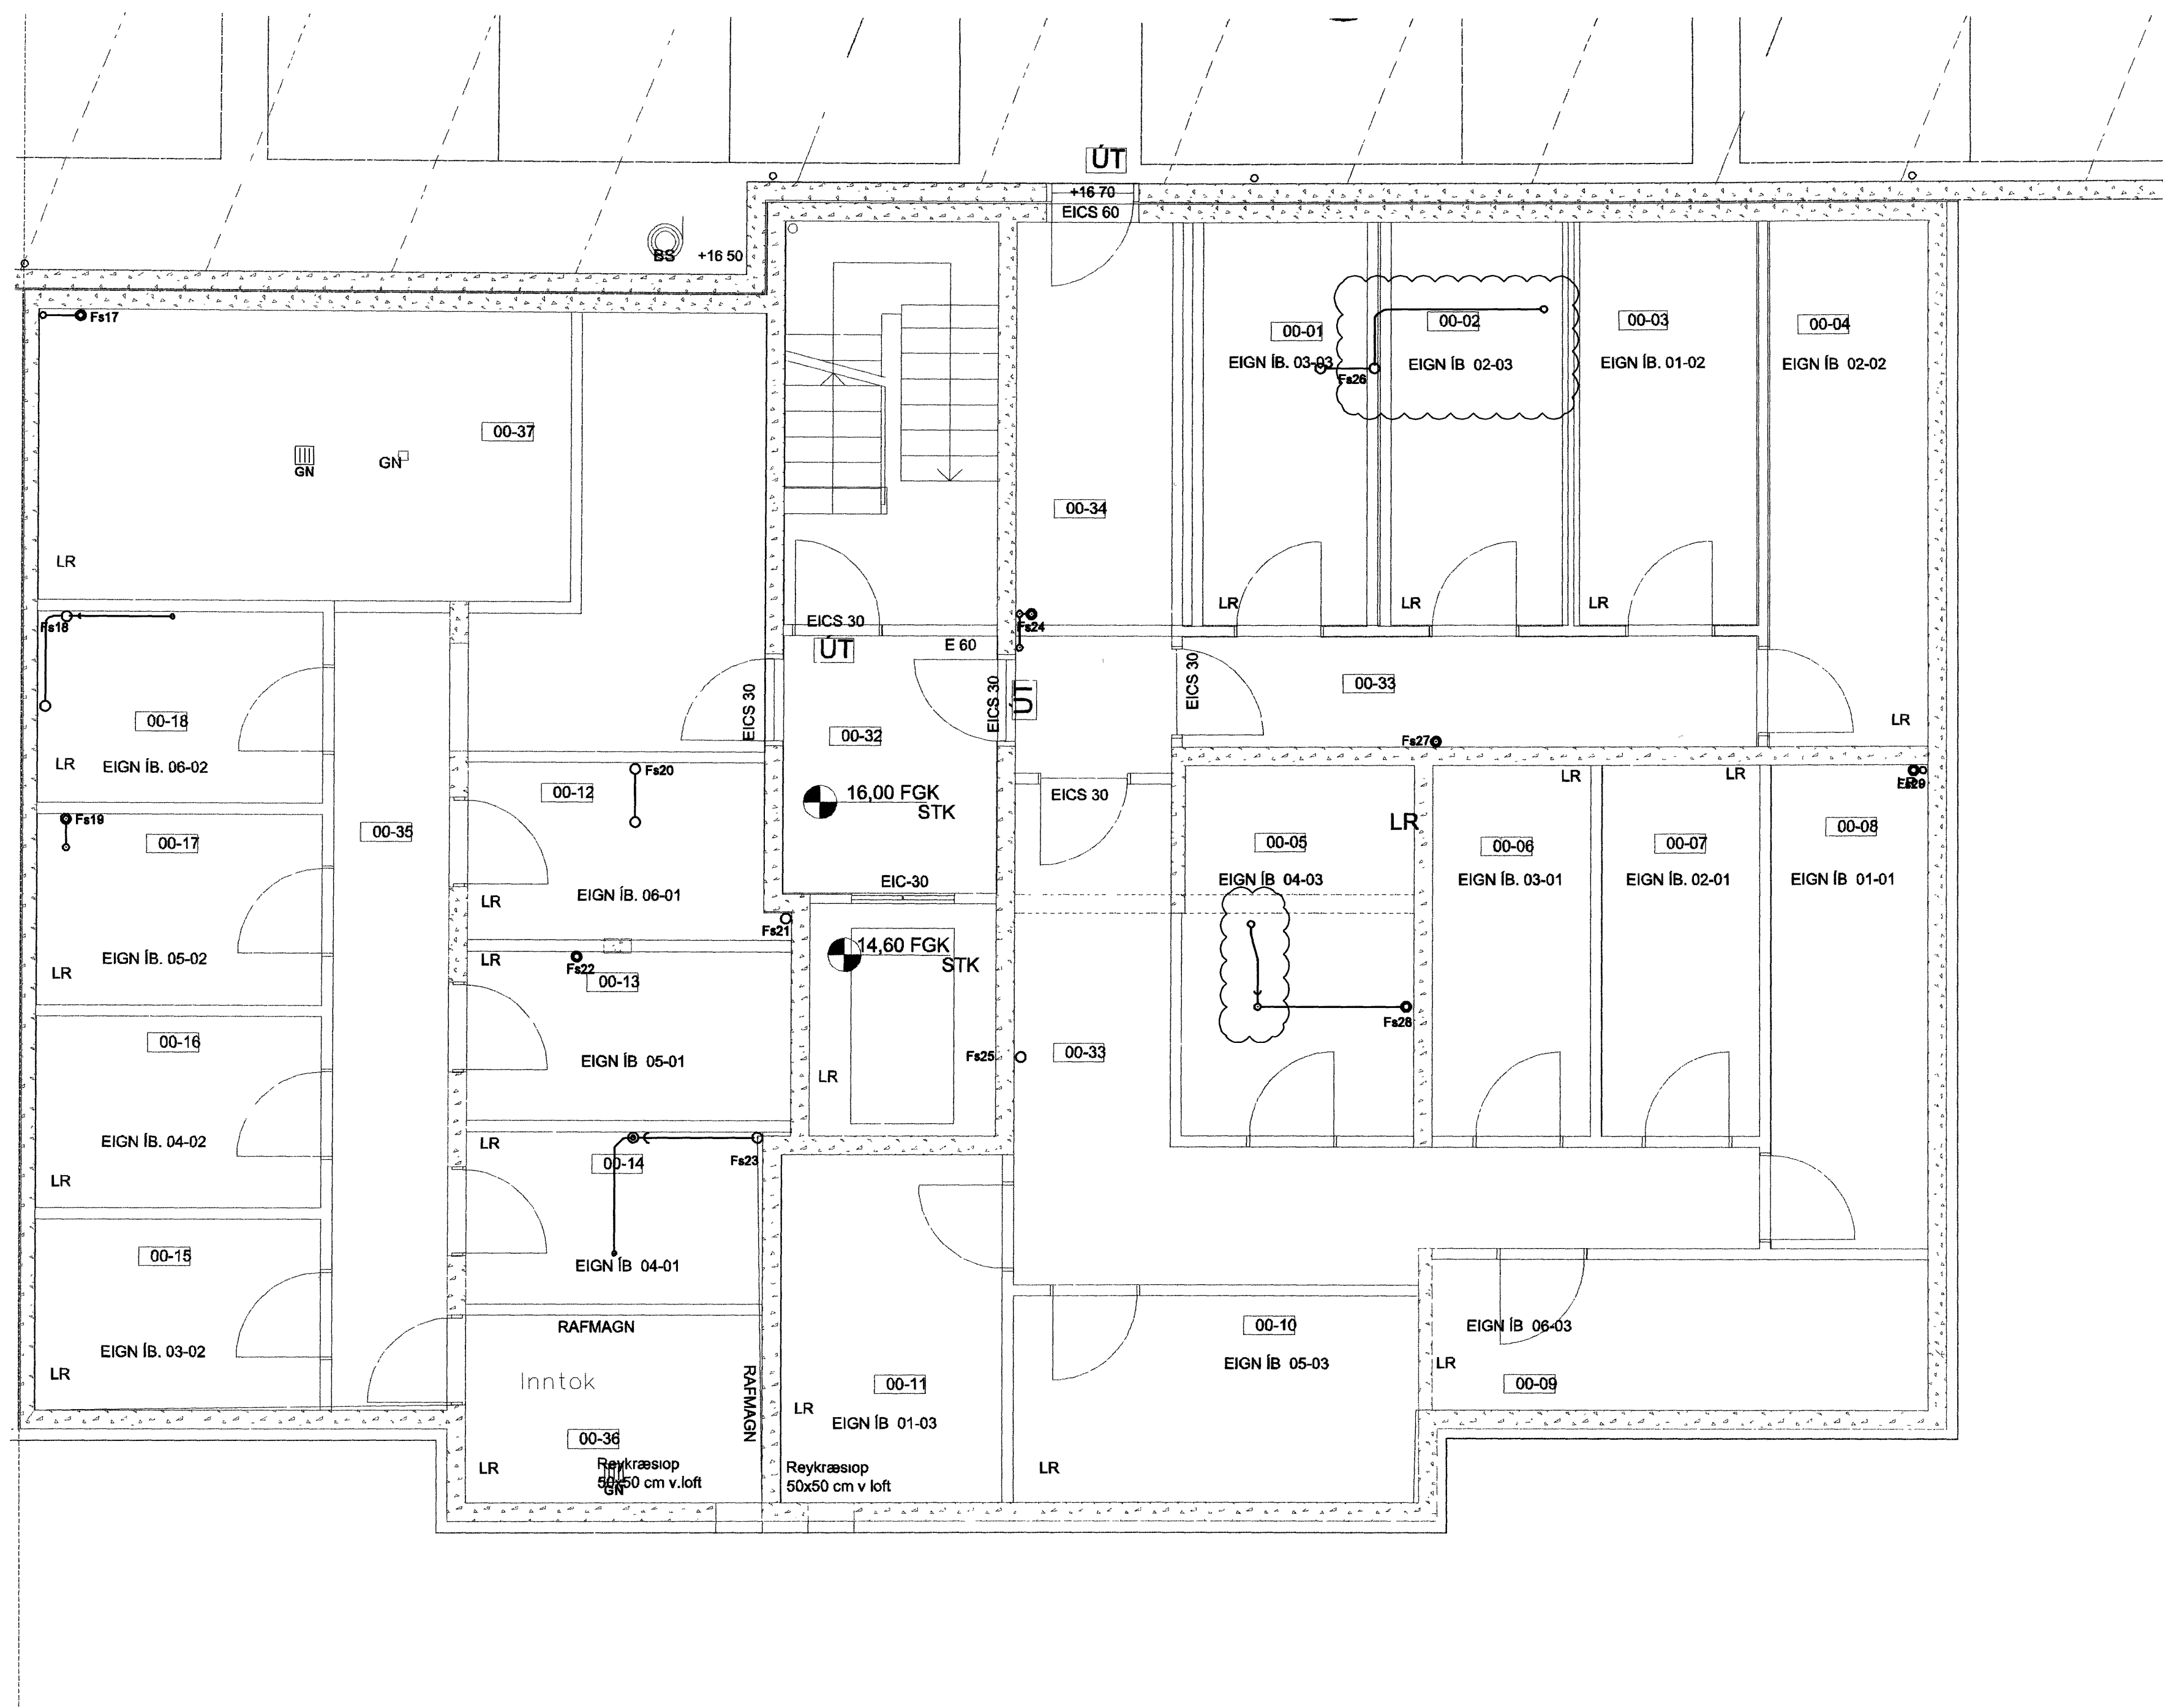 ÚT
+16 70
EICS 60
BS
+16 50
Fs17
00-01
EIGN ÍB. 03-03
Fs26
00-02
EIGN ÍB 02-03
00-03
EIGN ÍB. 01-02
00-04
EIGN ÍB 02-02
00-37
GN
GN
00-34
LR
LR
LR
LR
Fs18
EICS 30
ÚT
E 60
Fs24
00-18
LR
EIGN ÍB. 06-02
EICS 30
00-32
EICS 30
ÚT
EICS 30
00-33
LR
Fs27
Fs20
00-12
16,00 FGK
STK
EICS 30
LR
LR
LR
Fs29
Fs19
00-17
00-35
LR
00-05
00-06
00-07
00-08
EIGN ÍB 04-03
EIGN ÍB. 03-01
EIGN ÍB. 02-01
EIGN ÍB 01-01
EIC-30
LR
EIGN ÍB. 06-01
Fs21
EIGN ÍB. 05-02
LR
LR
Fs22
00-13
14,60 FGK
STK
Fs28
00-16
EIGN ÍB 05-01
LR
Fs25
00-33
EIGN ÍB. 04-02
LR
LR
00-14
Fs23
00-15
EIGN ÍB 04-01
EIGN ÍB. 03-02
LR
RAFMAGN
Inntok
RAFMAGN
00-10
EIGN ÍB 05-03
EIGN ÍB 06-03
LR
00-09
00-11
LR
EIGN ÍB 01-03
00-36
LR
Reykræsiop
50x50 cm v.loft
GN
Reykræsiop
50x50 cm v loft
LR